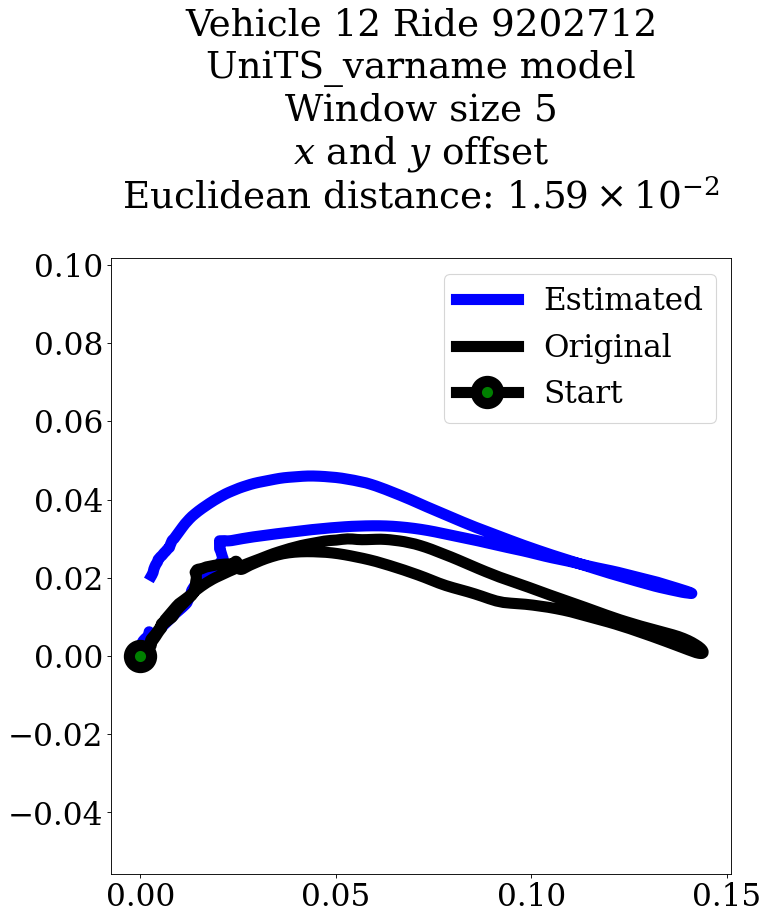 Vehicle 12 Ride 9202712
UniTS_varname model
Window size 5
x and y offset
Euclidean distance: 1.59 × 10⁻²
0.10
0.08
0.06
0.04
0.02
0.00
−0.02
−0.04
Estimated
Original
Start
0.00 0.05 0.10 0.15